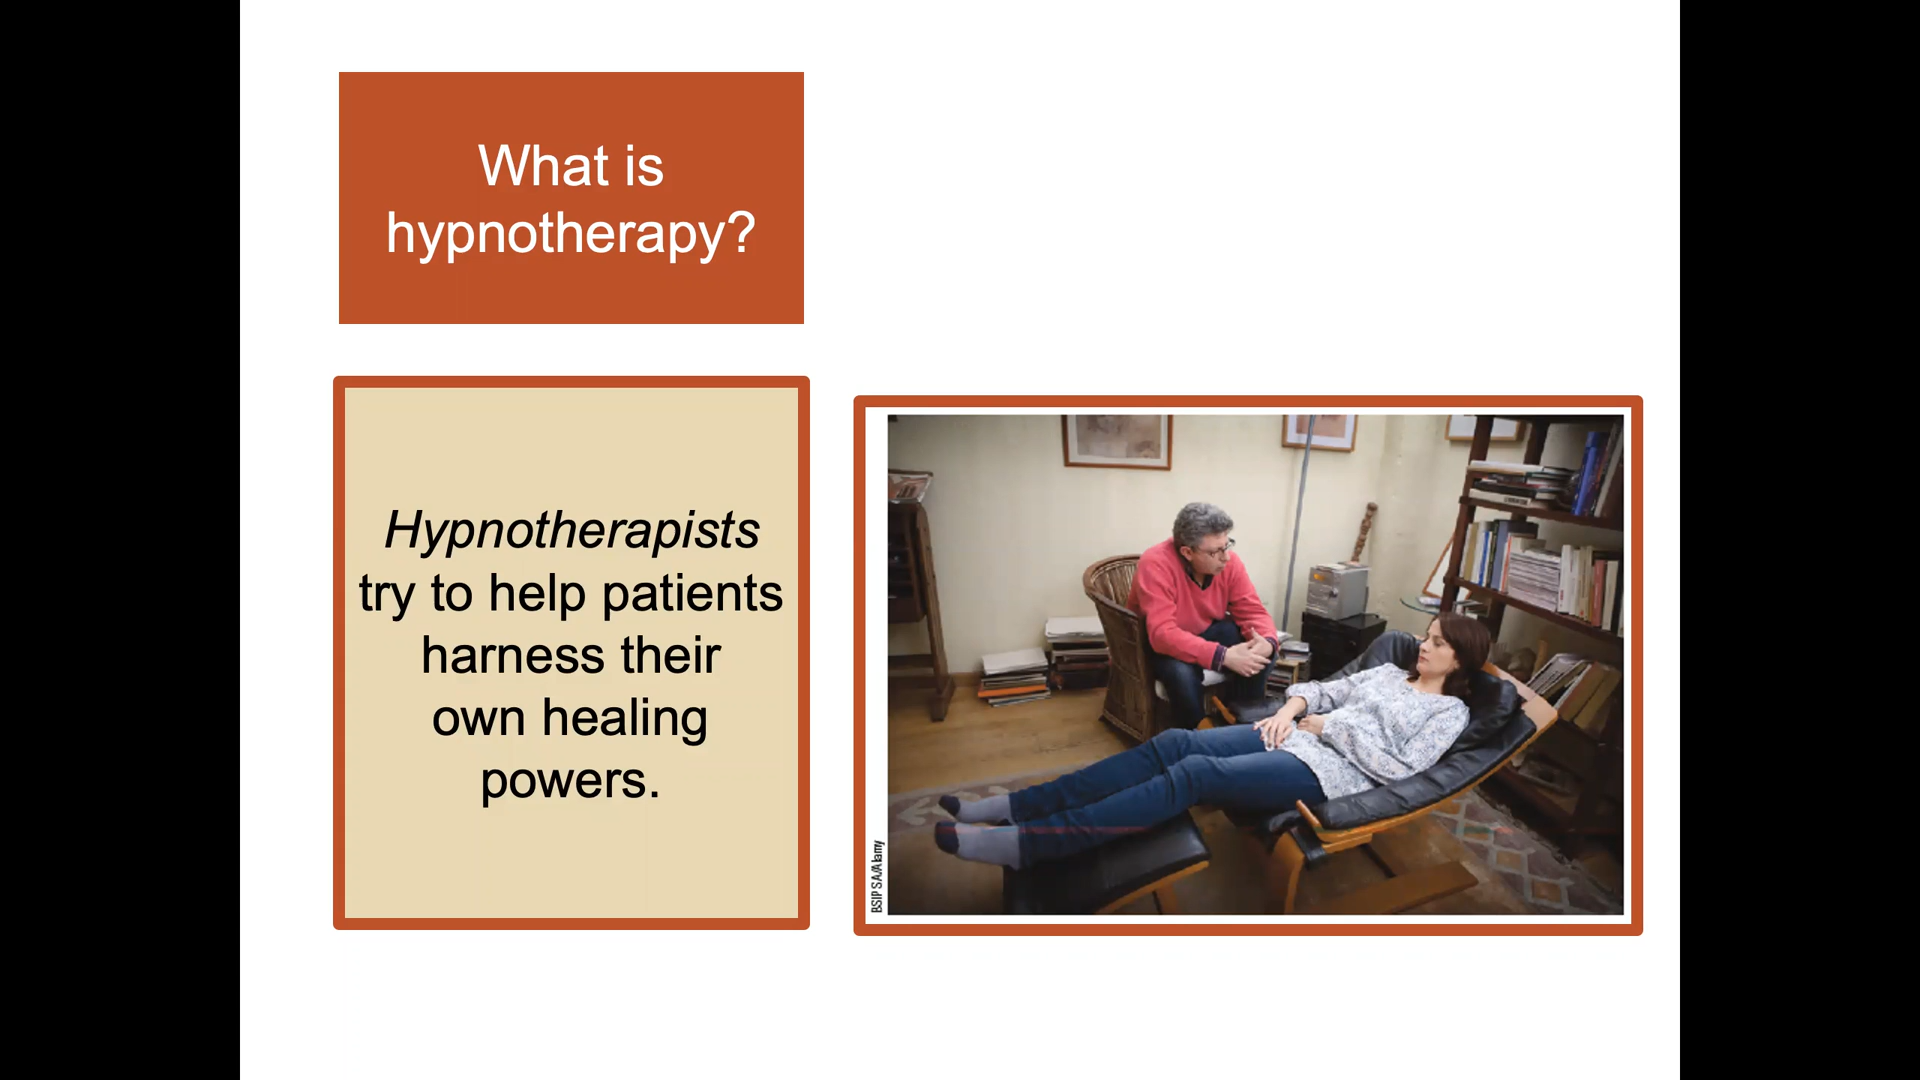 What is
hypnotherapy?
Hypnotherapists
try to help patients
harness their
own healing
powers.
BSIP SA/Alamy